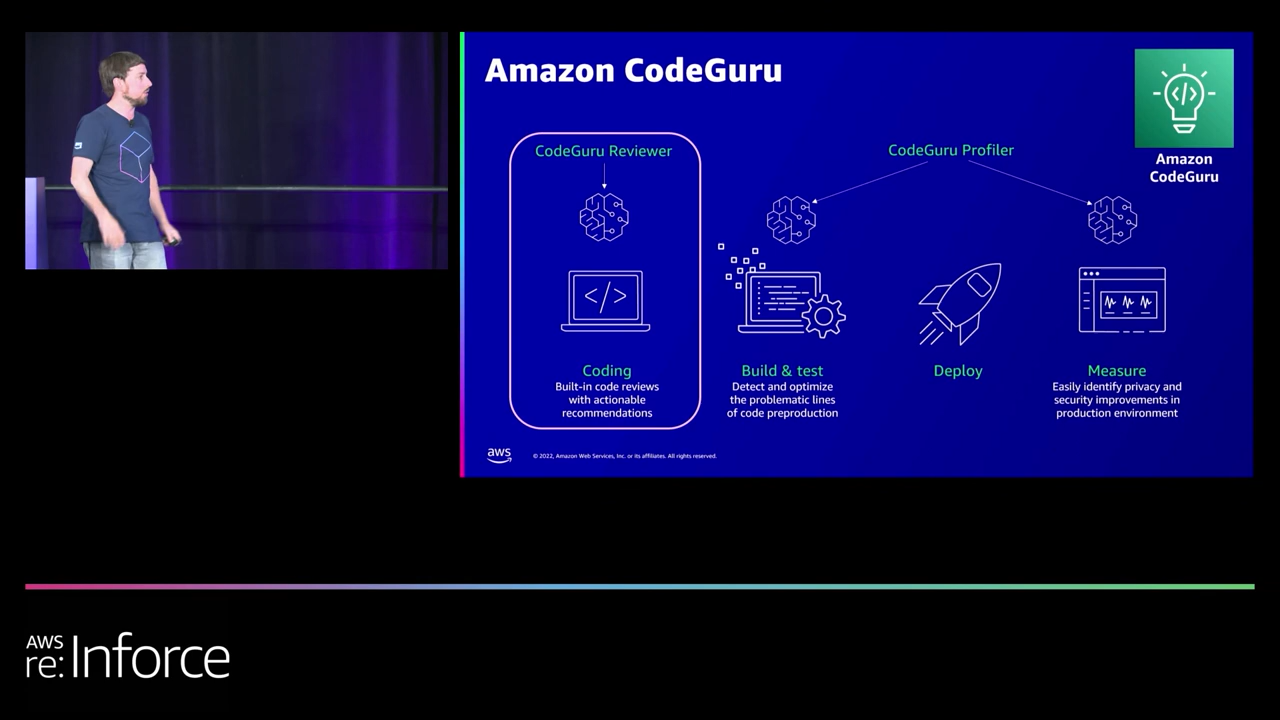 Amazon CodeGuru
Amazon
CodeGuru
CodeGuru Reviewer
CodeGuru Profiler
Coding
Built-in code reviews
with actionable
recommendations
Build & test
Detect and optimize
the problematic lines
of code preproduction
Deploy
Measure
Easily identify privacy and
security improvements in
production environment
aws
© 2022, Amazon Web Services, Inc. or its affiliates. All rights reserved.
AWS
re:Inforce